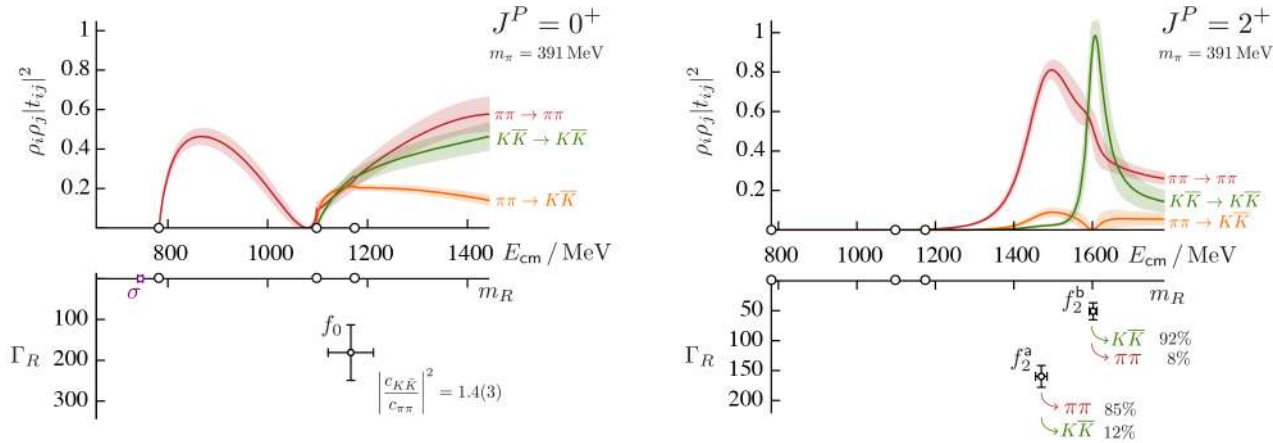 J^P = 0^+
m_π = 391 MeV
ρ_iρ_j|t_ij|^2
1
0.8
0.6
0.4
0.2
ππ → ππ
KK̅ → KK̅
ππ → KK̅
800 1000 1200 1400 E_cm / MeV
σ
m_R
Γ_R
100
200
300
f_0
|c_KK̄ / c_ππ|^2 = 1.4(3)
J^P = 2^+
m_π = 391 MeV
ρ_iρ_j|t_ij|^2
1
0.8
0.6
0.4
0.2
ππ → ππ
KK̅ → KK̅
ππ → KK̅
800 1000 1200 1400 1600 E_cm / MeV
m_R
Γ_R
50
100
150
200
f_2^b
KK̅ 92%
ππ 8%
f_2^a
ππ 85%
KK̅ 12%